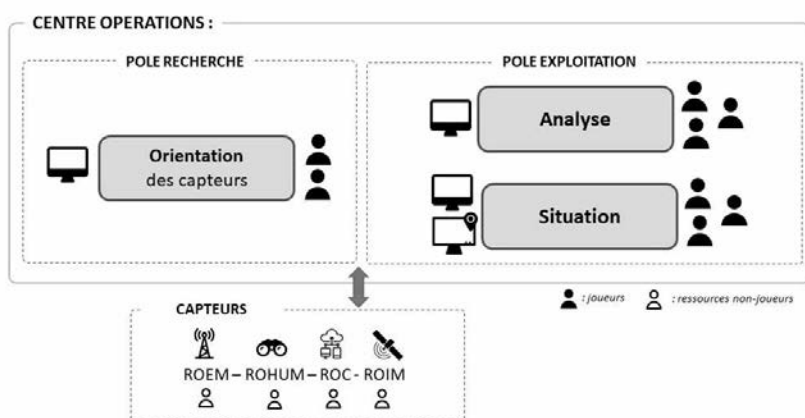 CENTRE OPERATIONS :
POLE RECHERCHE
Orientation
des capteurs
POLE EXPLOITATION
Analyse
Situation
: joueurs
: ressources non-joueurs
CAPTEURS
ROEM – ROHUM – ROC - ROIM